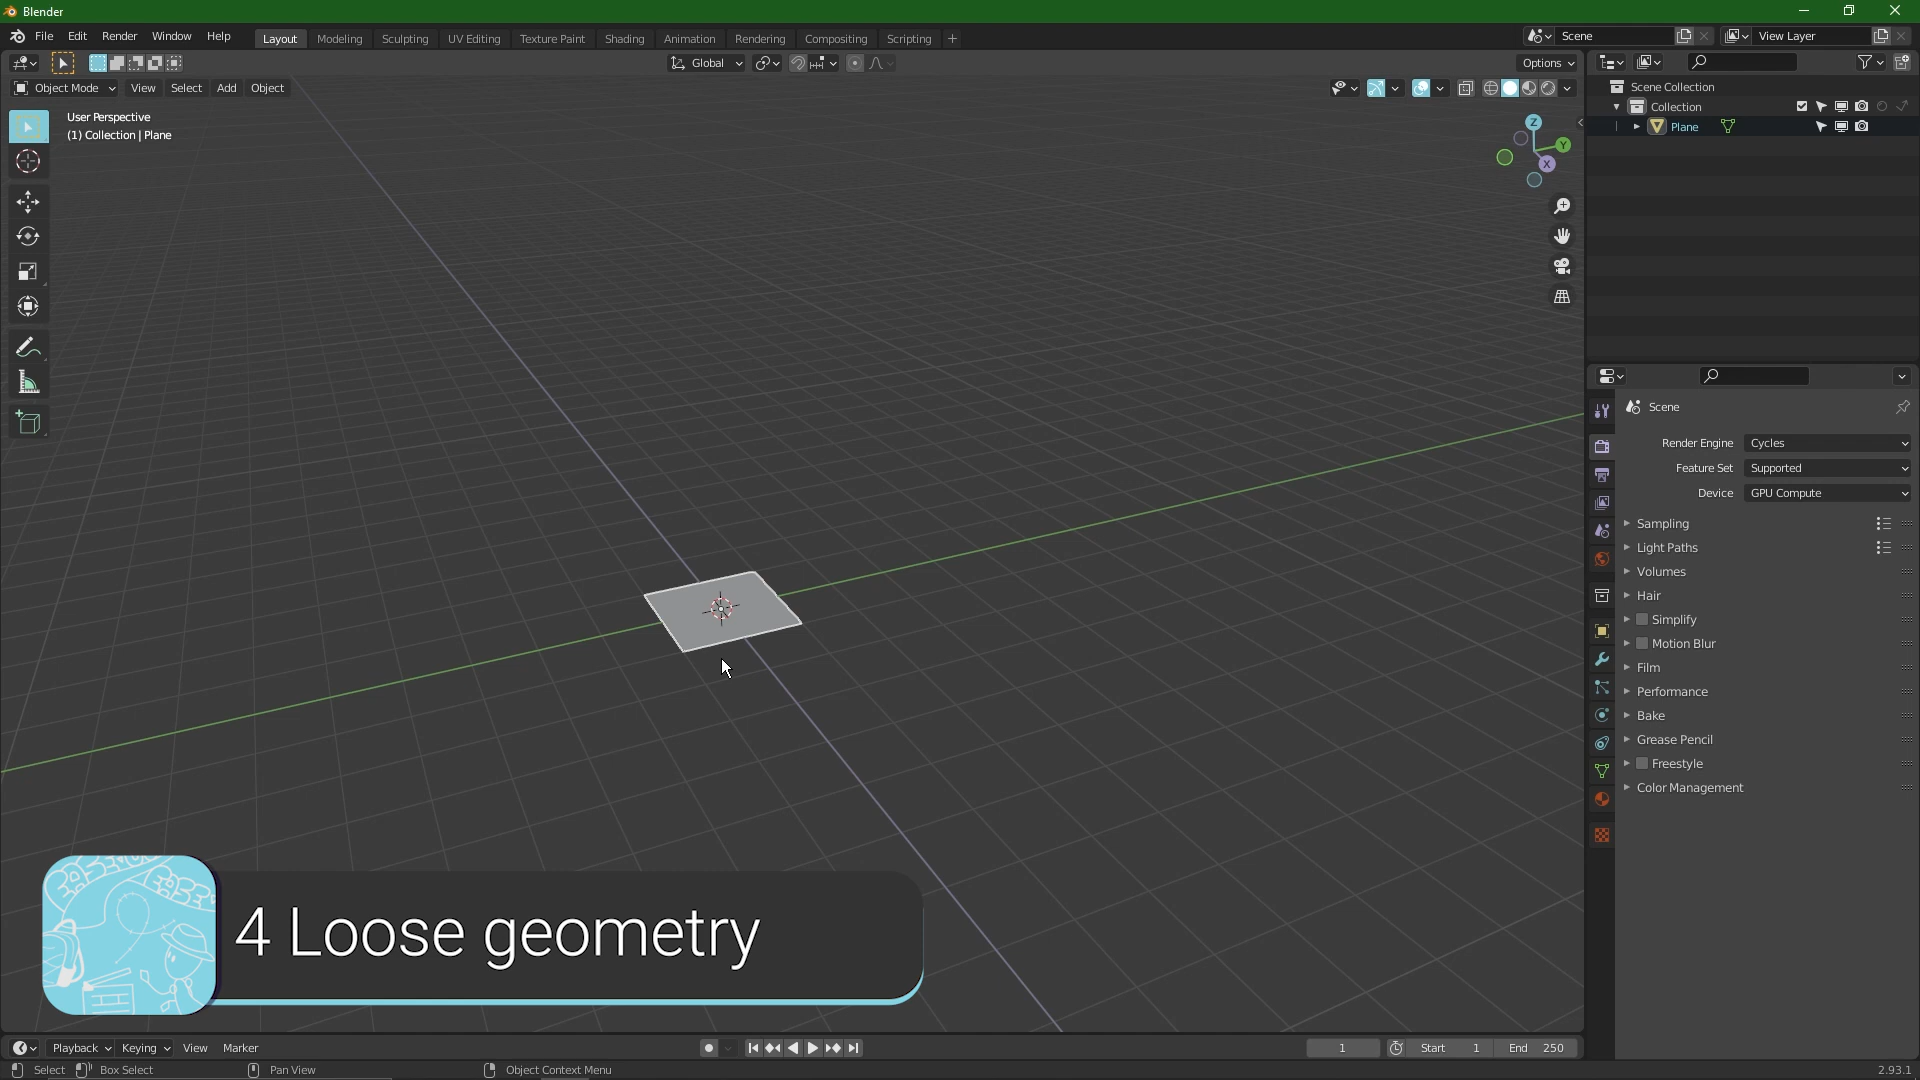 Blender
File Edit Render Window Help
Layout Modeling Sculpting UV Editing Texture Paint Shading Animation Rendering Compositing Scripting +
Scene
View Layer
Global
Options
Object Mode View Select Add Object
User Perspective
(1) Collection | Plane
Z
Y
X
Scene Collection
Collection
Plane
Scene
Render Engine Cycles
Feature Set Supported
Device GPU Compute
Sampling
Light Paths
Volumes
Hair
Simplify
Motion Blur
Film
Performance
Bake
Grease Pencil
Freestyle
Color Management
4 Loose geometry
Playback Keying View Marker
1
Start 1
End 250
Select Box Select Pan View Object Context Menu
2.93.1